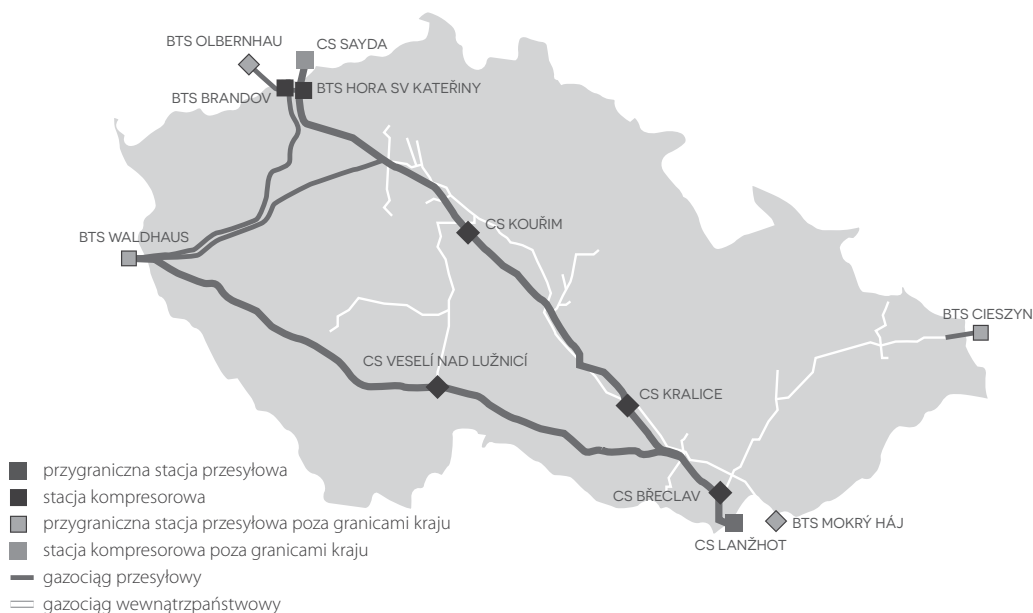 BTS OLBERNHAU
CS SAYDA
BTS BRANDOV
BTS HORA SV KATEŘINY
BTS WALDHAUS
CS KOUŘIM
BTS CIESZYN
CS VESELÍ NAD LUŽNICÍ
CS KRALICE
CS BŘECLAV
BTS MOKRÝ HÁJ
CS LANŽHOT
przygraniczna stacja przesyłowa
stacja kompresorowa
przygraniczna stacja przesyłowa poza granicami kraju
stacja kompresorowa poza granicami kraju
gazociąg przesyłowy
gazociąg wewnątrzpaństwowy